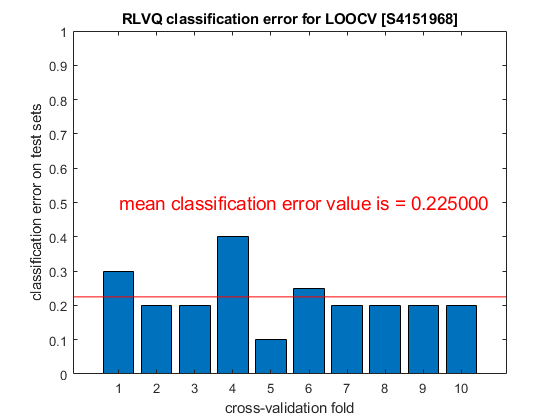 RLVQ classification error for LOOCV [S4151968]
1
0.9
0.8
0.7
0.6
0.5
0.4
0.3
0.2
0.1
0
classification error on test sets
mean classification error value is = 0.225000
1 2 3 4 5 6 7 8 9 10
cross-validation fold